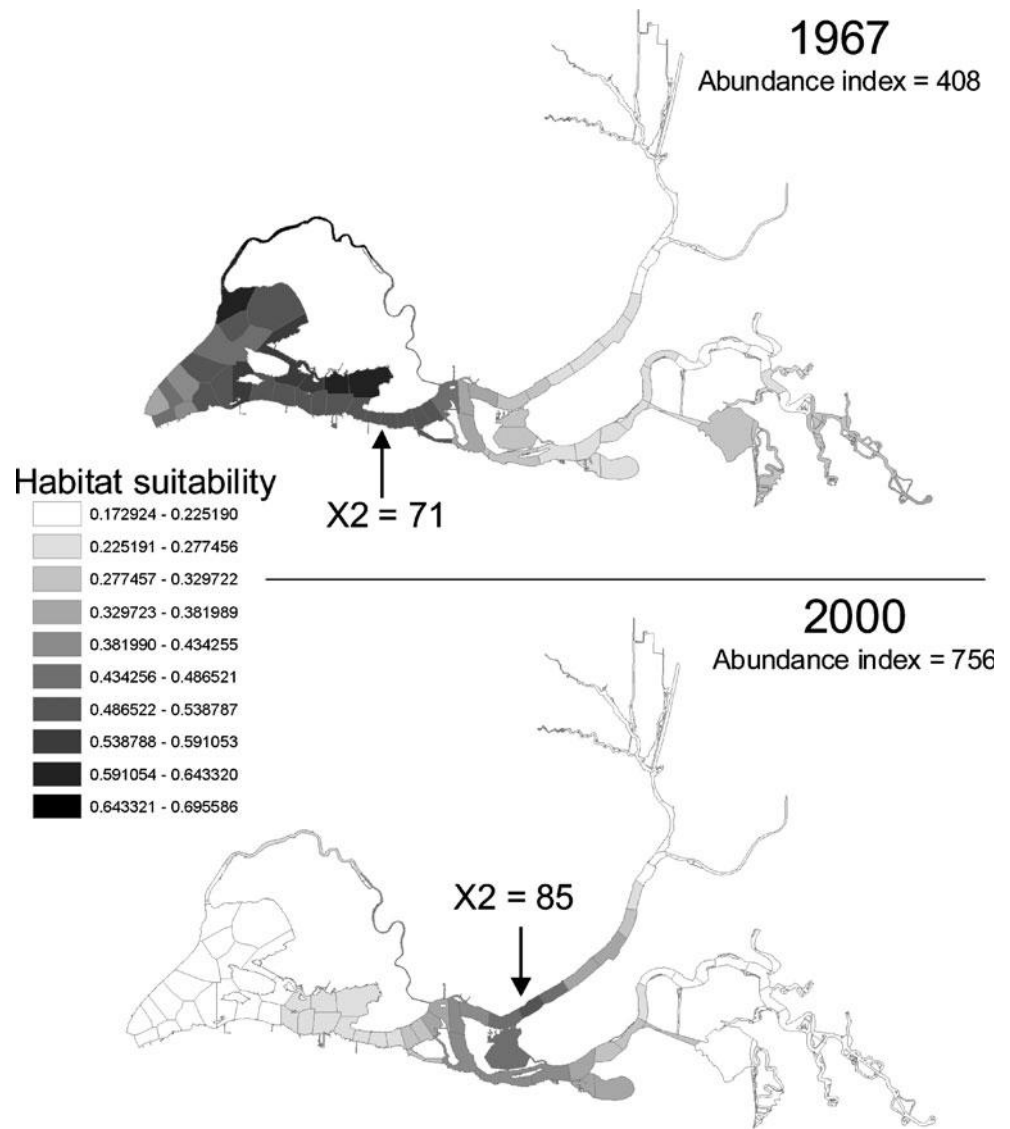 1967
Abundance index = 408
X2 = 71
Habitat suitability
0.172924 - 0.225190
0.225191 - 0.277456
0.277457 - 0.329722
0.329723 - 0.381989
0.381990 - 0.434255
0.434256 - 0.486521
0.486522 - 0.538787
0.538788 - 0.591053
0.591054 - 0.643320
0.643321 - 0.695586
2000
Abundance index = 756
X2 = 85